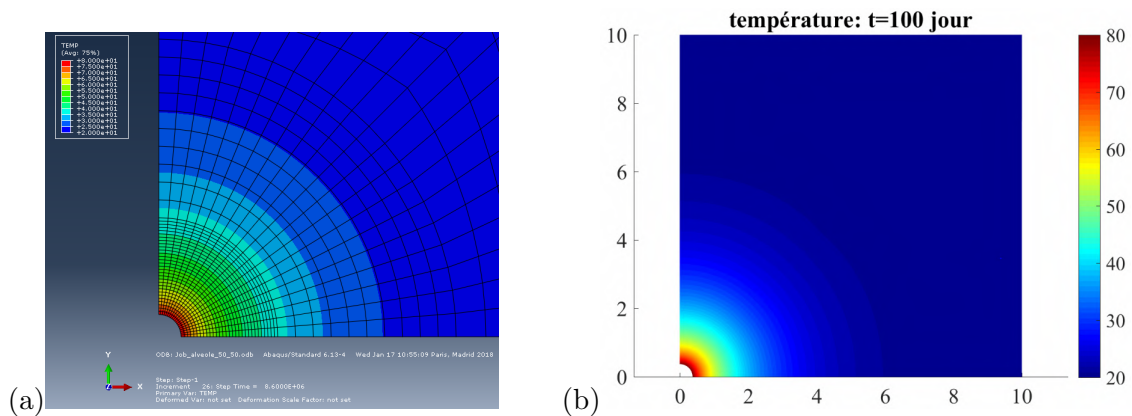 TEMP
(Avg: 75%)
+8.000e+01
+7.500e+01
+7.000e+01
+6.500e+01
+6.000e+01
+5.500e+01
+5.000e+01
+4.500e+01
+4.000e+01
+3.500e+01
+3.000e+01
+2.500e+01
+2.000e+01
Y
X
ODB: Job_alveole_50_50.odb Abaqus/Standard 6.13-4 Wed Jan 17 10:55:09 Paris, Madrid 2018
Step: Step-1
Increment 26: Step Time = 8.6000E+06
Primary Var: TEMP
Deformed Var: not set Deformation Scale Factor: not set
(a)
température: t=100 jour
10
8
6
4
2
0
0 2 4 6 8 10
80
70
60
50
40
30
20
(b)